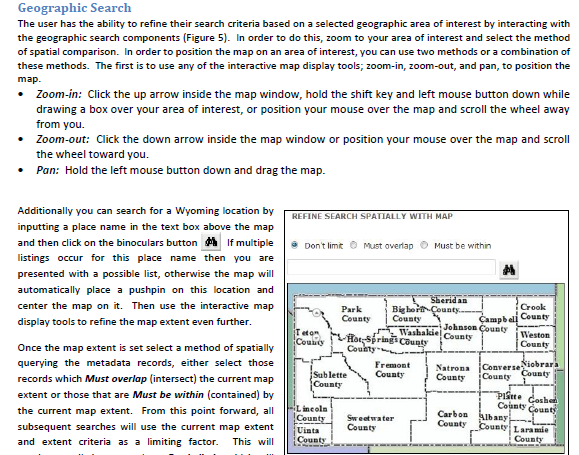 Geographic Search
The user has the ability to refine their search criteria based on a selected geographic area of interest by interacting with
the geographic search components (Figure 5).  In order to do this, zoom to your area of interest and select the method
of spatial comparison.  In order to position the map on an area of interest, you can use two methods or a combination of
these methods.  The first is to use any of the interactive map display tools; zoom-in, zoom-out, and pan, to position the
map.
• Zoom-in:  Click the up arrow inside the map window, hold the shift key and left mouse button down while
drawing a box over your area of interest, or position your mouse over the map and scroll the wheel away
from you.
• Zoom-out:  Click the down arrow inside the map window or position your mouse over the map and scroll
the wheel toward you.
• Pan:  Hold the left mouse button down and drag the map.
Additionally you can search for a Wyoming location by
inputting a place name in the text box above the map
and then click on the binoculars button If multiple
listings occur for this place name then you are
presented with a possible list, otherwise the map will
automatically place a pushpin on this location and
center the map on it.  Then use the interactive map
display tools to refine the map extent even further.
Once the map extent is set select a method of spatially
querying the metadata records, either select those
records which Must overlap (intersect) the current map
extent or those that are Must be within (contained) by
the current map extent.  From this point forward, all
subsequent searches will use the current map extent
and extent criteria as a limiting factor.  This will
REFINE SEARCH SPATIALLY WITH MAP
Don't limit Must overlap Must be within
Park
County
Bighorn
County
Sheridan
County
Campbell
County
Crook
County
Teton
County
Hot Springs
County
Washakie
County
Johnson
County
Weston
County
Sublette
County
Fremont
County
Natrona
County
Converse
County
Niobrara
County
Platte
County
Goshen
County
Lincoln
County
Sweetwater
County
Carbon
County
Albany
County
Laramie
County
Uinta
County